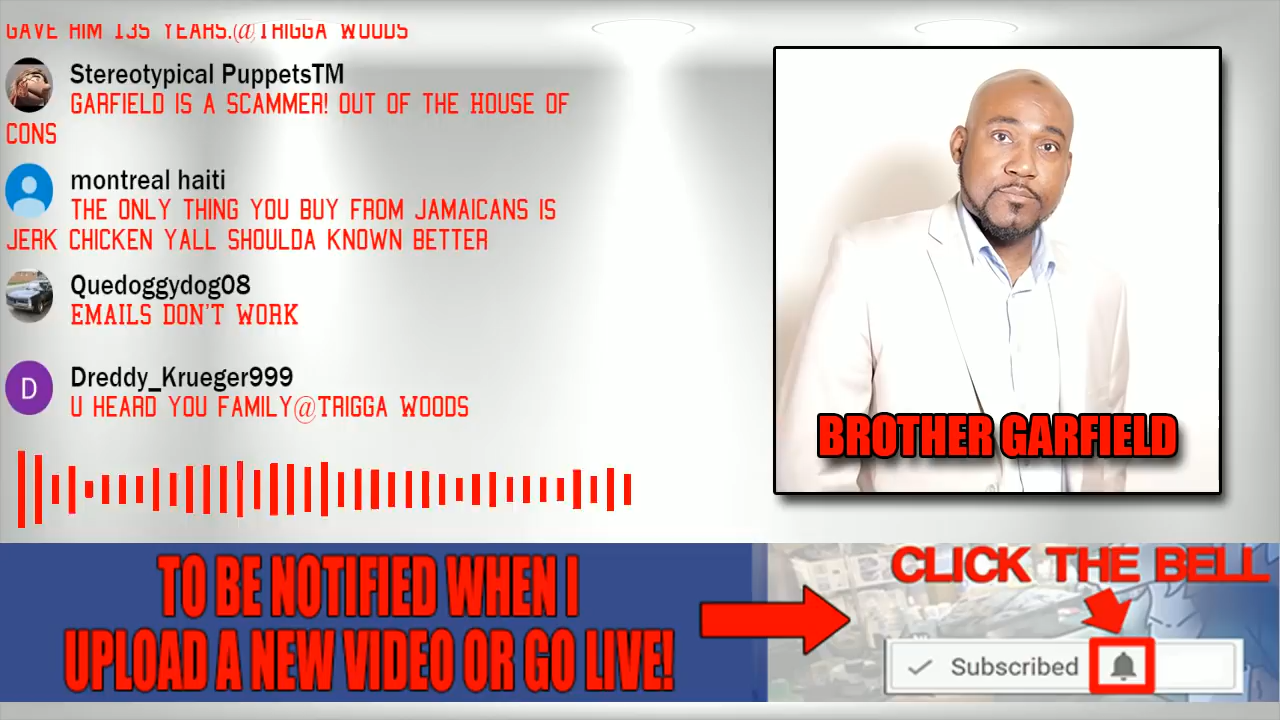 GAVE HIM 135 YEARS.@TRIGGA WOODS
Stereotypical PuppetsTM
GARFIELD IS A SCAMMER! OUT OF THE HOUSE OF
CONS
montreal haiti
THE ONLY THING YOU BUY FROM JAMAICANS IS
JERK CHICKEN YALL SHOULDA KNOWN BETTER
Quedoggydog08
EMAILS DON'T WORK
D
Dreddy_Krueger999
U HEARD YOU FAMILY@TRIGGA WOODS
BROTHER GARFIELD
TO BE NOTIFIED WHEN I
UPLOAD A NEW VIDEO OR GO LIVE!
CLICK THE BELL
Subscribed